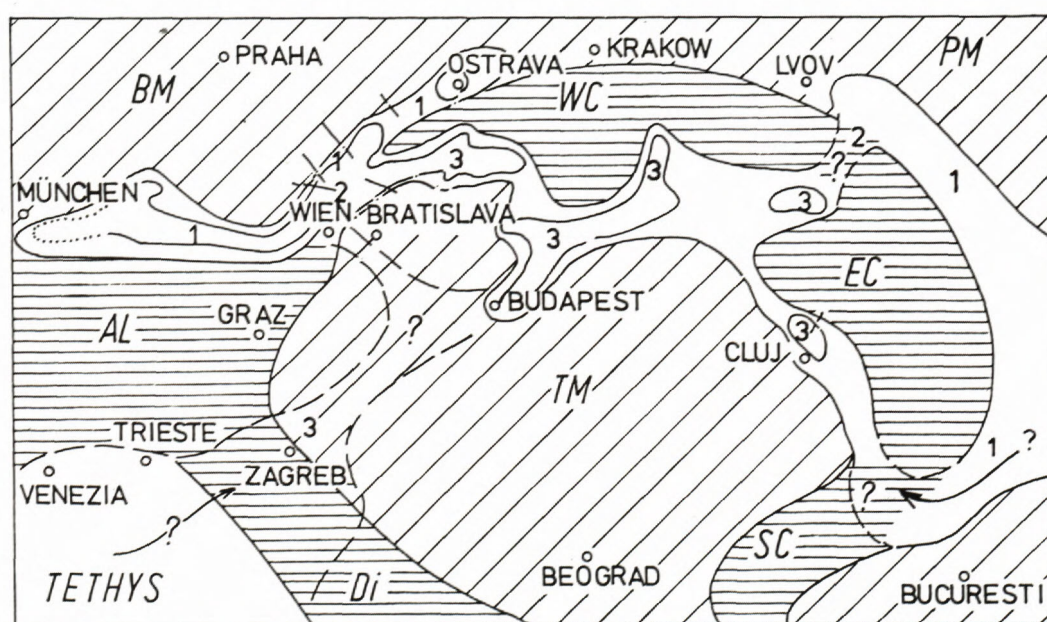 PRAHA
KRAKOW
PM
BM
OSTRAVA
LVOV
WC
1
1
2
3
3
?
2
1
MÜNCHEN
3
WIEN
BRATISLAVA
1
3
EC
AL
GRAZ
BUDAPEST
?
3
CLUJ
TM
TRIESTE
3
ZAGREB
1
?
VENEZIA
?
?
SC
BEOGRAD
TETHYS
Di
BUCUREȘTI